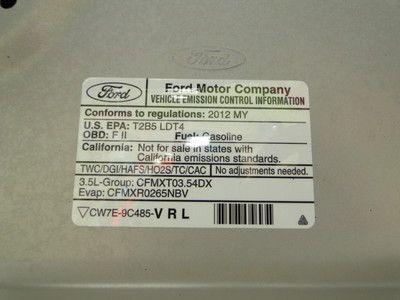 Ford
Ford
Ford Motor Company
VEHICLE EMISSION CONTROL INFORMATION
Conforms to regulations: 2012 MY
U.S. EPA: T2B5 LDT4
OBD: F II Fuel: Gasoline
California: Not for sale in states with
California emissions standards.
TWC/DGI/HAFS/HO2S/TC/CAC No adjustments needed.
3.5L-Group: CFMXT03.54DX
Evap: CFMXR0265NBV
CW7E-9C485-VRL